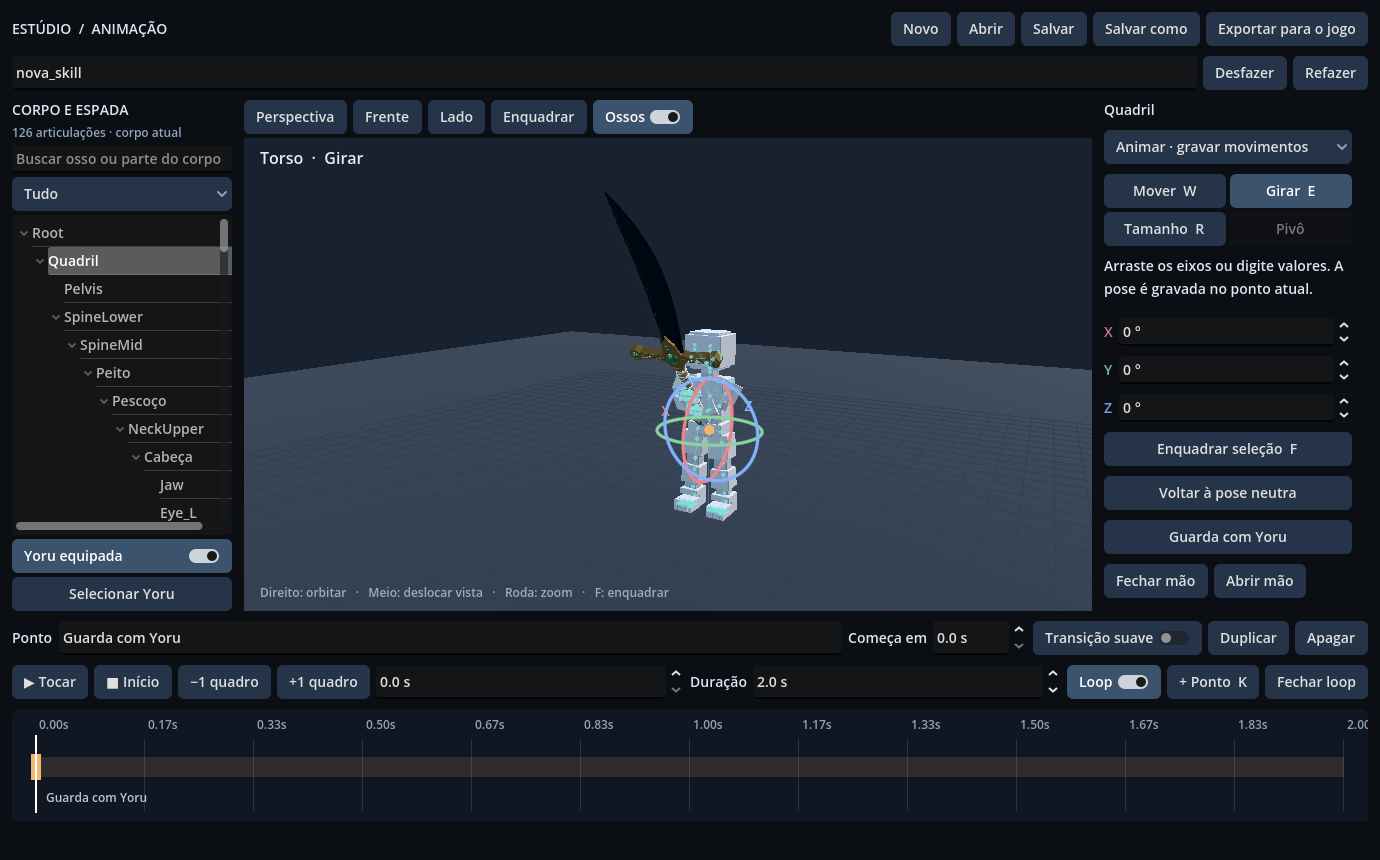 ESTÚDIO / ANIMAÇÃO
Novo
Abrir
Salvar
Salvar como
Exportar para o jogo
nova_skill
Desfazer
Refazer
CORPO E ESPADA
126 articulações · corpo atual
Buscar osso ou parte do corpo
Tudo
Root
Quadril
Pelvis
SpineLower
SpineMid
Peito
Pescoço
NeckUpper
Cabeça
Jaw
Eye_L
Yoru equipada
Selecionar Yoru
Perspectiva
Frente
Lado
Enquadrar
Ossos
Torso · Girar
X
Z
Direito: orbitar · Meio: deslocar vista · Roda: zoom · F: enquadrar
Quadril
Animar · gravar movimentos
Mover W
Girar E
Tamanho R
Pivô
Arraste os eixos ou digite valores. A
pose é gravada no ponto atual.
X 0 °
Y 0 °
Z 0 °
Enquadrar seleção F
Voltar à pose neutra
Guarda com Yoru
Fechar mão
Abrir mão
Ponto
Guarda com Yoru
Começa em
0.0 s
Transição suave
Duplicar
Apagar
▶ Tocar
■ Início
−1 quadro
+1 quadro
0.0 s
Duração
2.0 s
Loop
+ Ponto K
Fechar loop
0.00s
0.17s
0.33s
0.50s
0.67s
0.83s
1.00s
1.17s
1.33s
1.50s
1.67s
1.83s
2.00
Guarda com Yoru